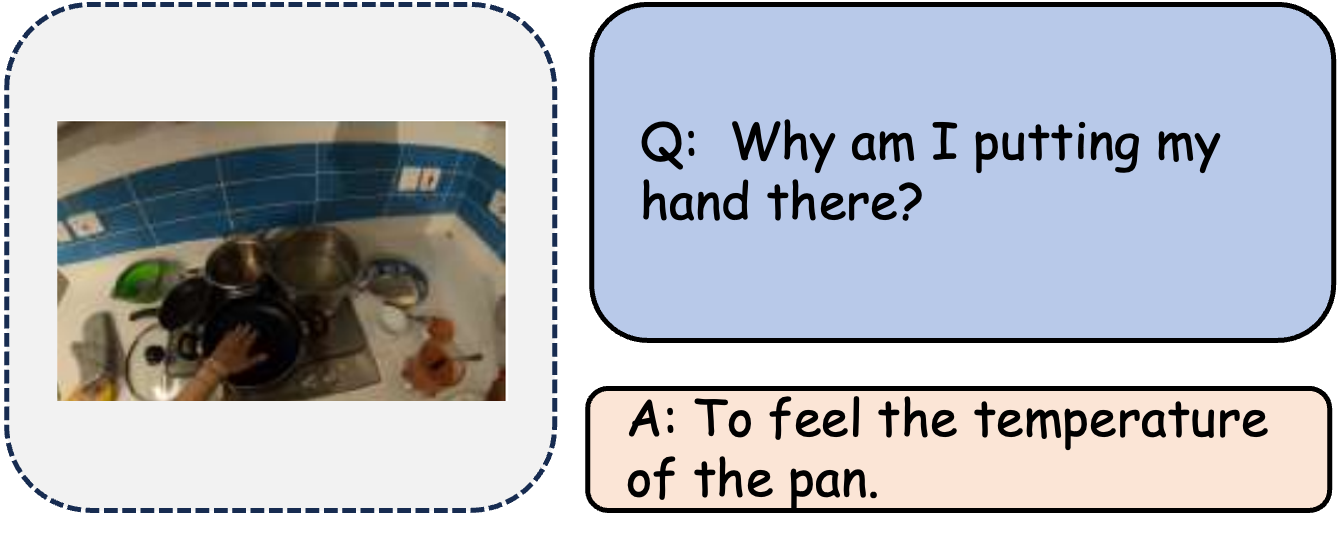 Q: Why am I putting my
hand there?
A: To feel the temperature
of the pan.